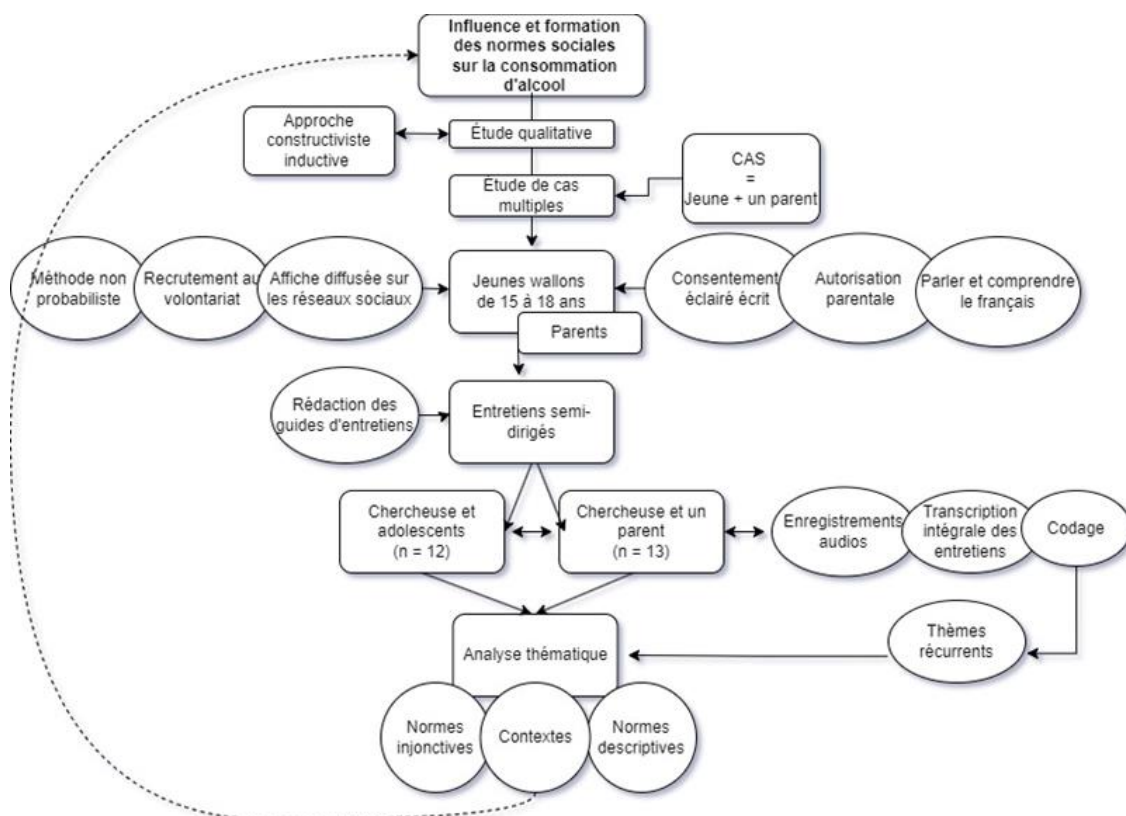 Influence et formation
des normes sociales
sur la consommation
d'alcool
Approche
constructiviste
inductive
Étude qualitative
Étude de cas
multiples
CAS
=
Jeune + un parent
Méthode non
probabiliste
Recrutement au
volontariat
Affiche diffusée sur
les réseaux sociaux
Jeunes wallons
de 15 à 18 ans
Parents
Consentement
éclairé écrit
Autorisation
parentale
Parler et comprendre
le français
Rédaction des
guides d'entretiens
Entretiens semi-
dirigés
Chercheuse et
adolescents
(n = 12)
Chercheuse et un
parent
(n = 13)
Enregistrements
audios
Transcription
intégrale des
entretiens
Codage
Thèmes
récurrents
Analyse thématique
Normes
injonctives
Contextes
Normes
descriptives